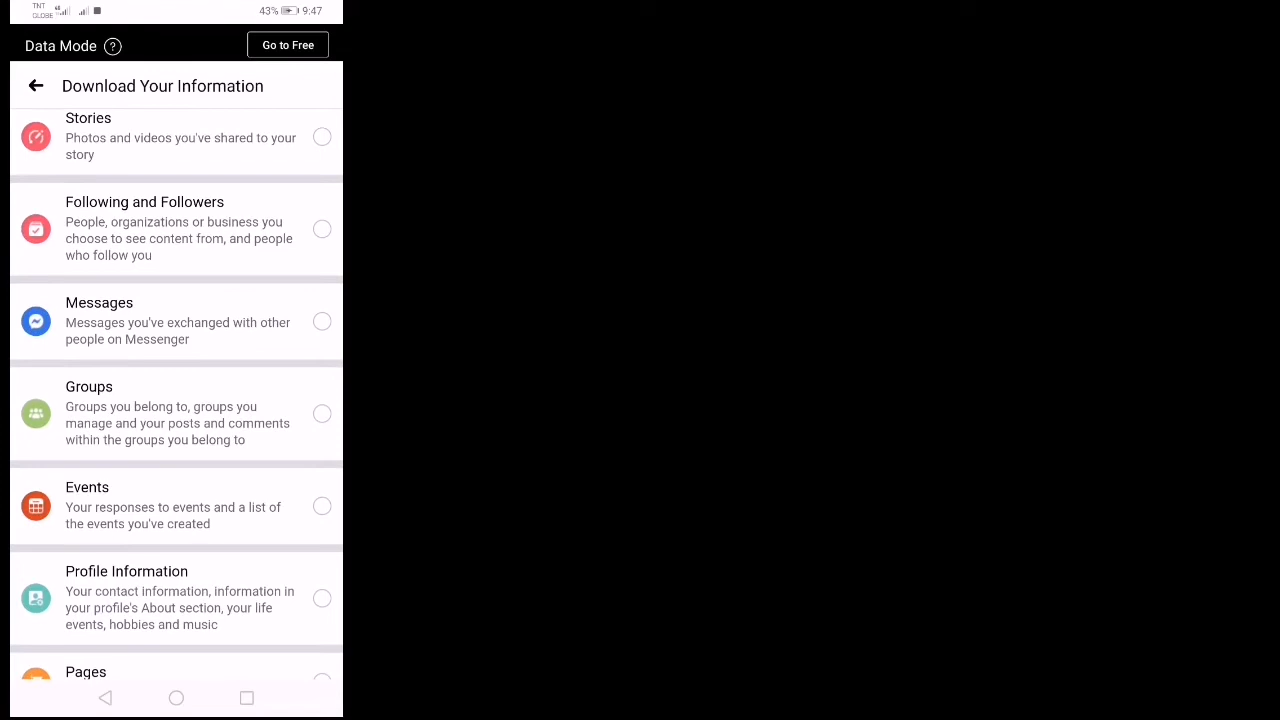 TNT
GLOBE
43% 9:47
Data Mode ? Go to Free
Download Your Information
Stories
Photos and videos you've shared to your
story
Following and Followers
People, organizations or business you
choose to see content from, and people
who follow you
Messages
Messages you've exchanged with other
people on Messenger
Groups
Groups you belong to, groups you
manage and your posts and comments
within the groups you belong to
Events
Your responses to events and a list of
the events you've created
Profile Information
Your contact information, information in
your profile's About section, your life
events, hobbies and music
Pages